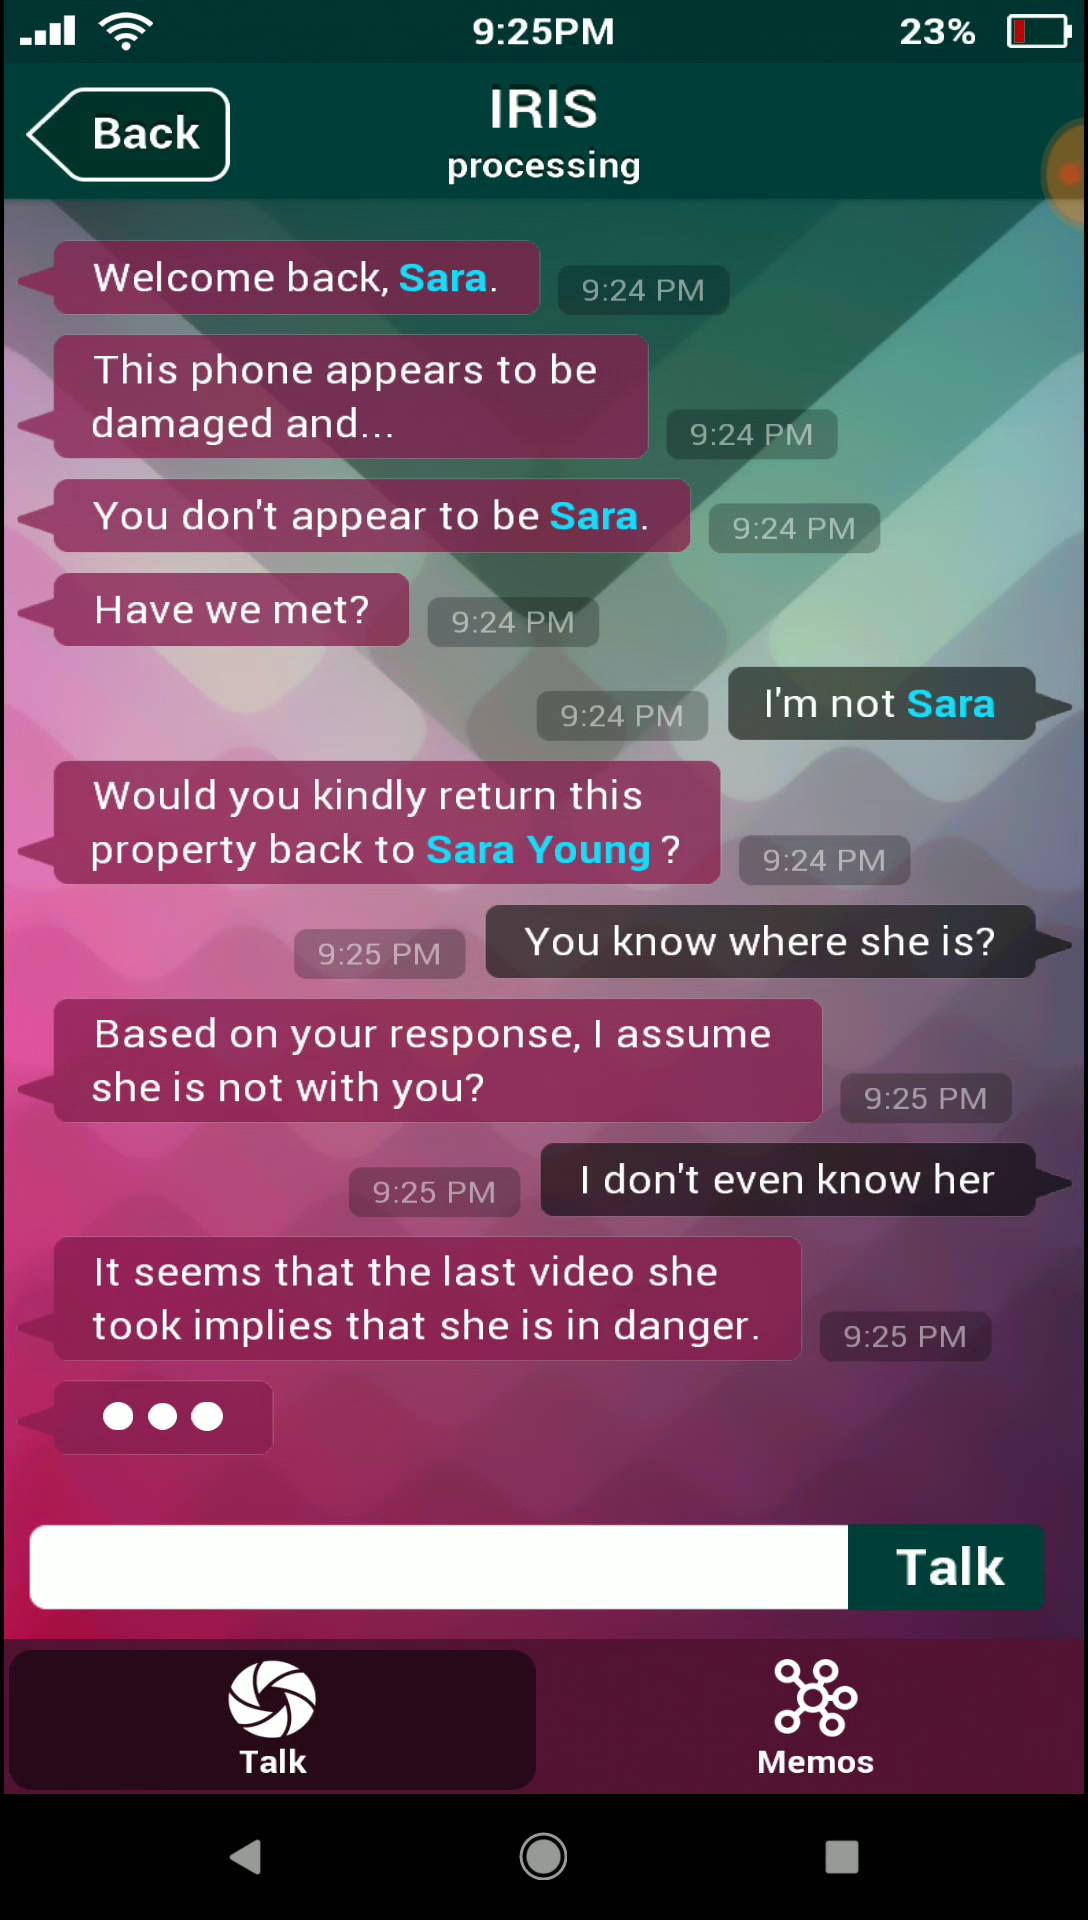 9:25PM
23%
Back
IRIS
processing
Welcome back, Sara.
9:24 PM
This phone appears to be
damaged and...
9:24 PM
You don't appear to be Sara.
9:24 PM
Have we met?
9:24 PM
I'm not Sara
9:24 PM
Would you kindly return this
property back to Sara Young ?
9:24 PM
You know where she is?
9:25 PM
Based on your response, I assume
she is not with you?
9:25 PM
I don't even know her
9:25 PM
It seems that the last video she
took implies that she is in danger.
9:25 PM
Talk
Talk
Memos